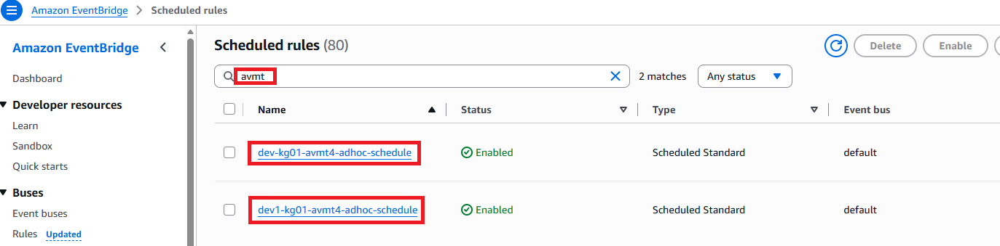 Amazon EventBridge > Scheduled rules
Amazon EventBridge
Dashboard
Developer resources
Learn
Sandbox
Quick starts
Buses
Event buses
Rules Updated
Scheduled rules (80)
Delete
Enable
avmt
2 matches
Any status
Name Status Type Event bus
dev-kg01-avmt4-adhoc-schedule Enabled Scheduled Standard default
dev1-kg01-avmt4-adhoc-schedule Enabled Scheduled Standard default